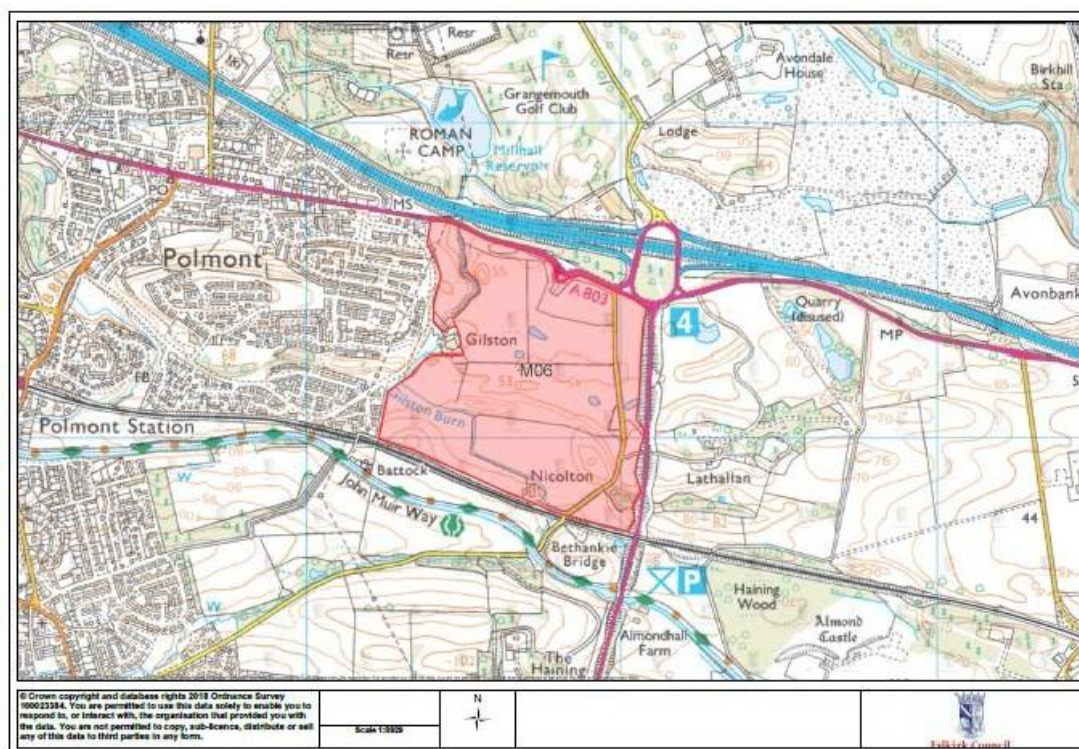 Resr
Resr
Grangemouth
Golf Club
Avondale
House
Birkhill
Sta
ROMAN
CAMP
Millhall
Reservoir
Lodge
PO
MS
Polmont
A 803
4
Quarry
(disused)
Avonbank
MP
Gilston
M06
FB
Gilston Burn
Polmont Station
Battock
Nicolton
Lathallan
John Muir Way
W
Bethankie
Bridge
P
44
Haining
Wood
Almond
Castle
W
Almondhall
Farm
The
Haining
© Crown copyright and database rights 2018 Ordnance Survey
100023384. You are permitted to use this data solely to enable you to
respond to, or interact with, the organisation that provided you with
the data. You are not permitted to copy, sub-licence, distribute or sell
any of this data to third parties in any form.
N
Falkirk Council